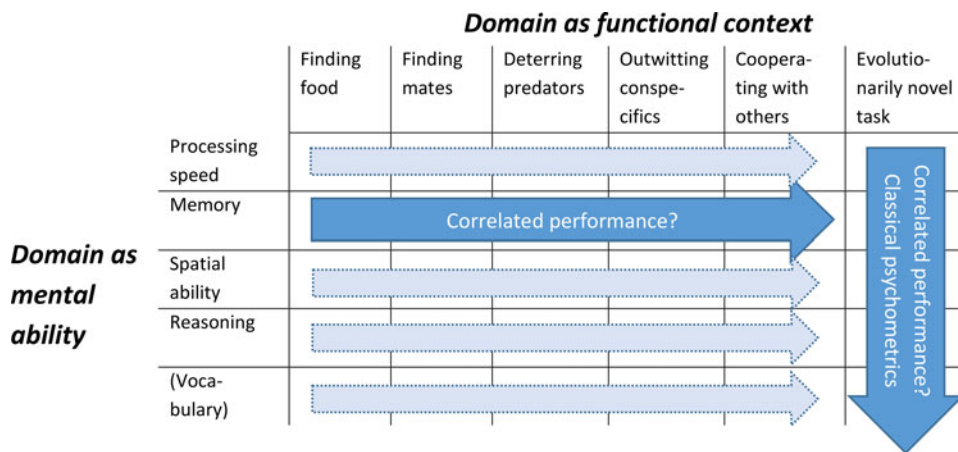 Domain as functional context
Finding
food
Finding
mates
Deterring
predators
Outwitting
conspe-
cifics
Coopera-
ting with
others
Evolutio-
narily novel
task
Domain as
mental
ability
Processing
speed
Memory
Correlated performance?
Spatial
ability
Reasoning
(Voca-
bulary)
Correlated performance?
Classical psychometrics